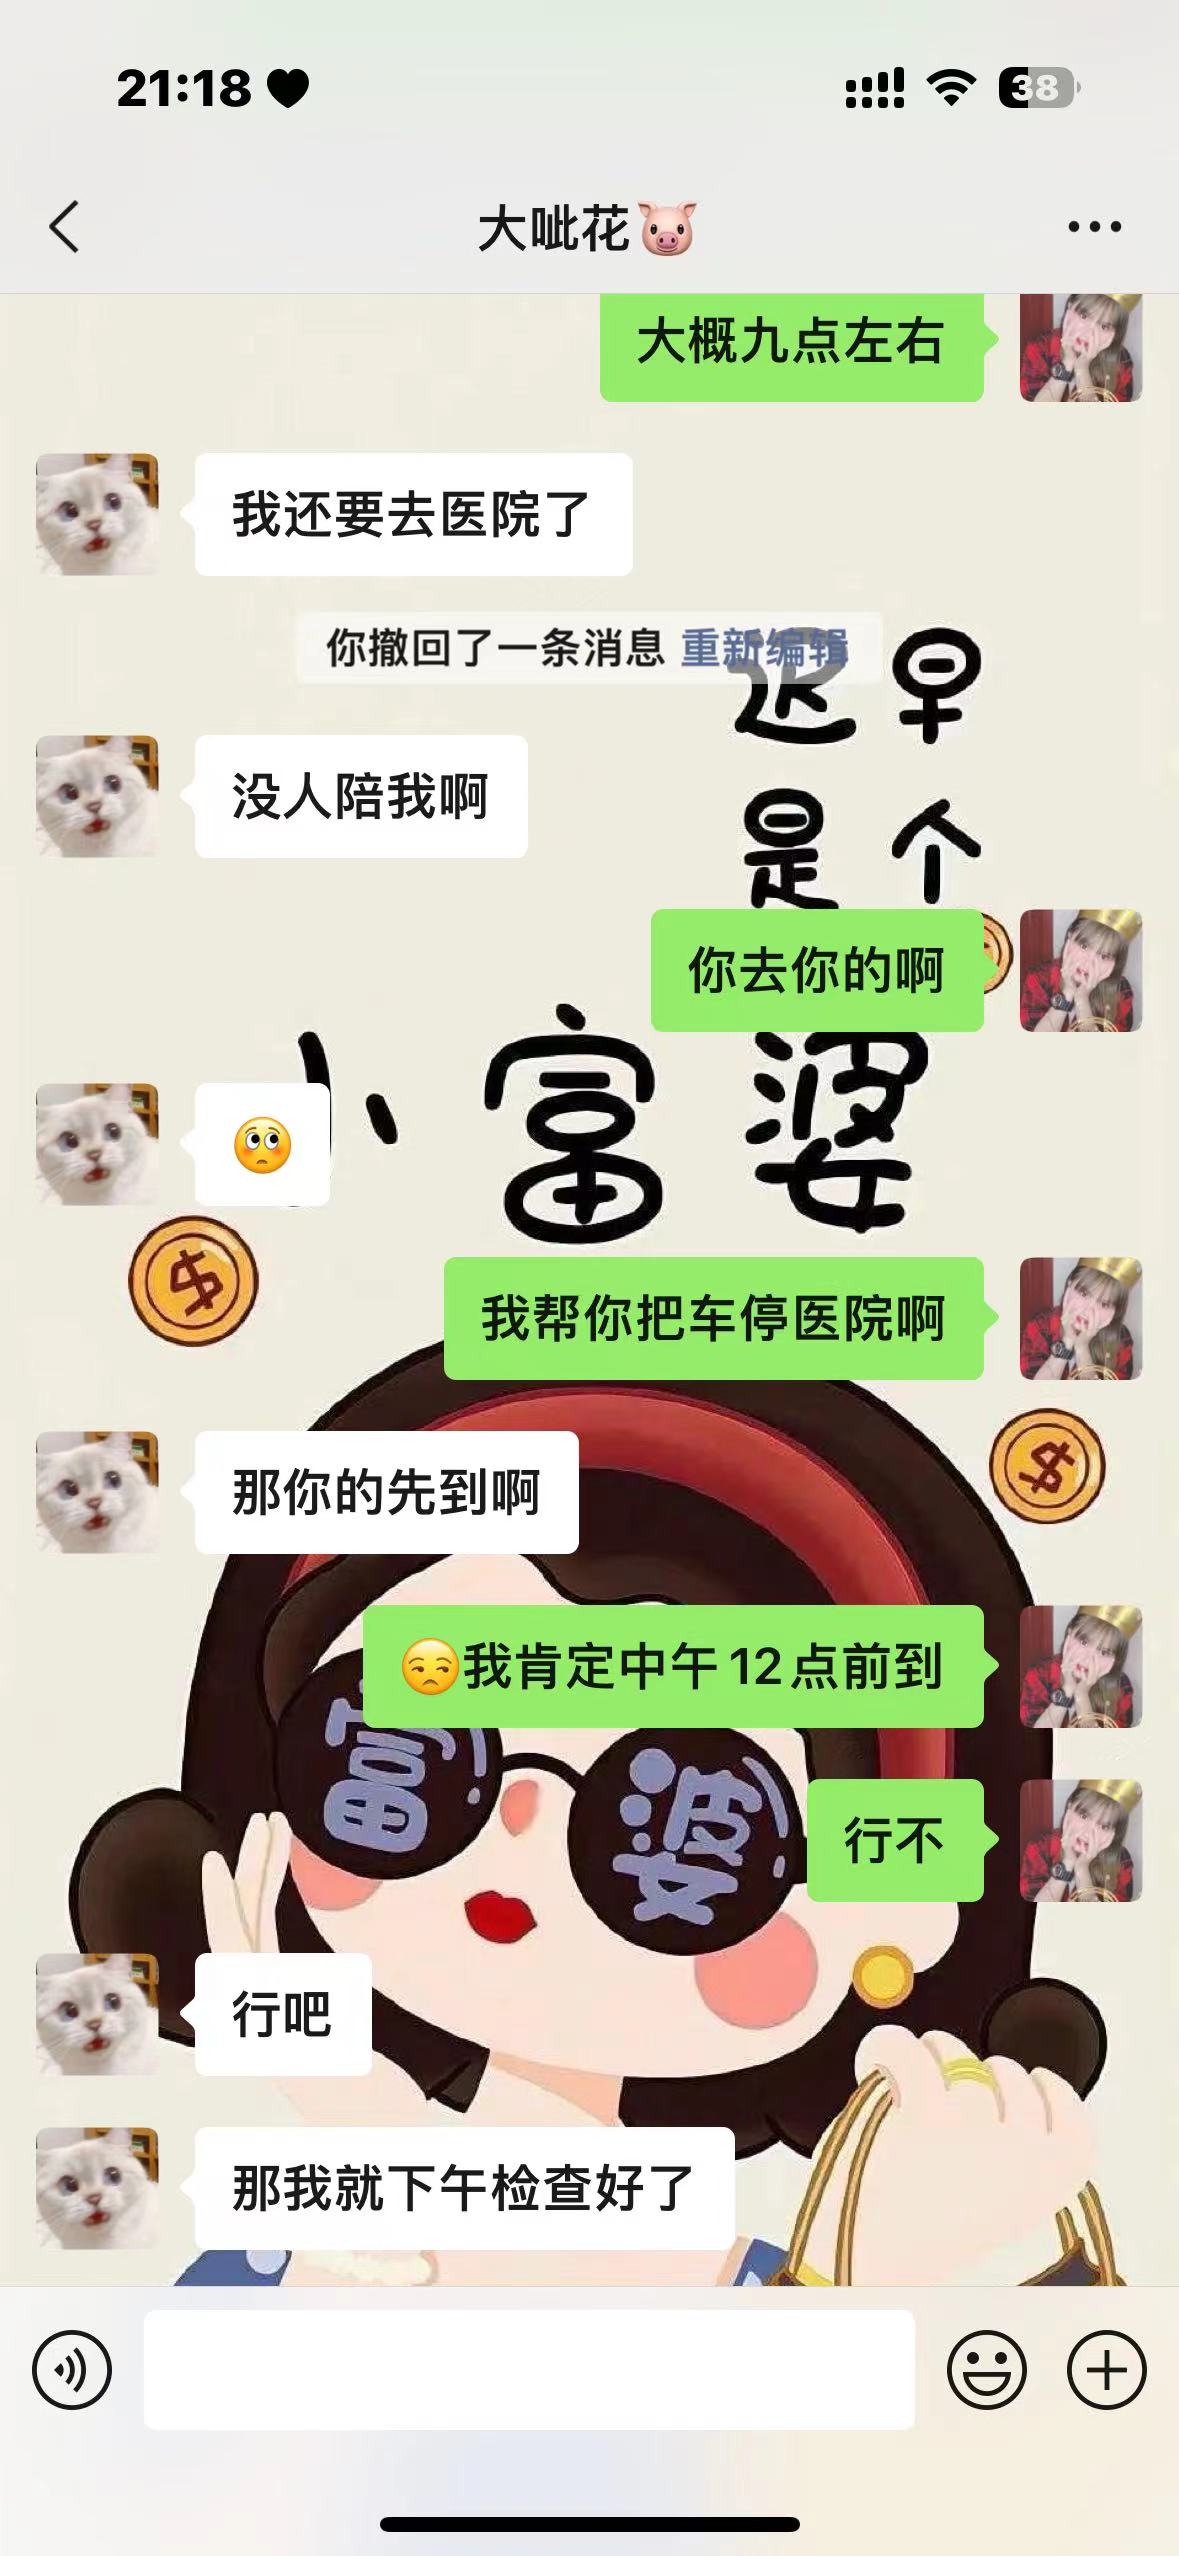 21:18
38
大呲花🐷
大概九点左右
我还要去医院了
你撤回了一条消息 重新编辑
迟早
没人陪我啊
是个
你去你的啊
小富婆
🥺
$
我帮你把车停医院啊
$
那你的先到啊
😒我肯定中午12点前到
富婆
行不
行吧
那我就下午检查好了